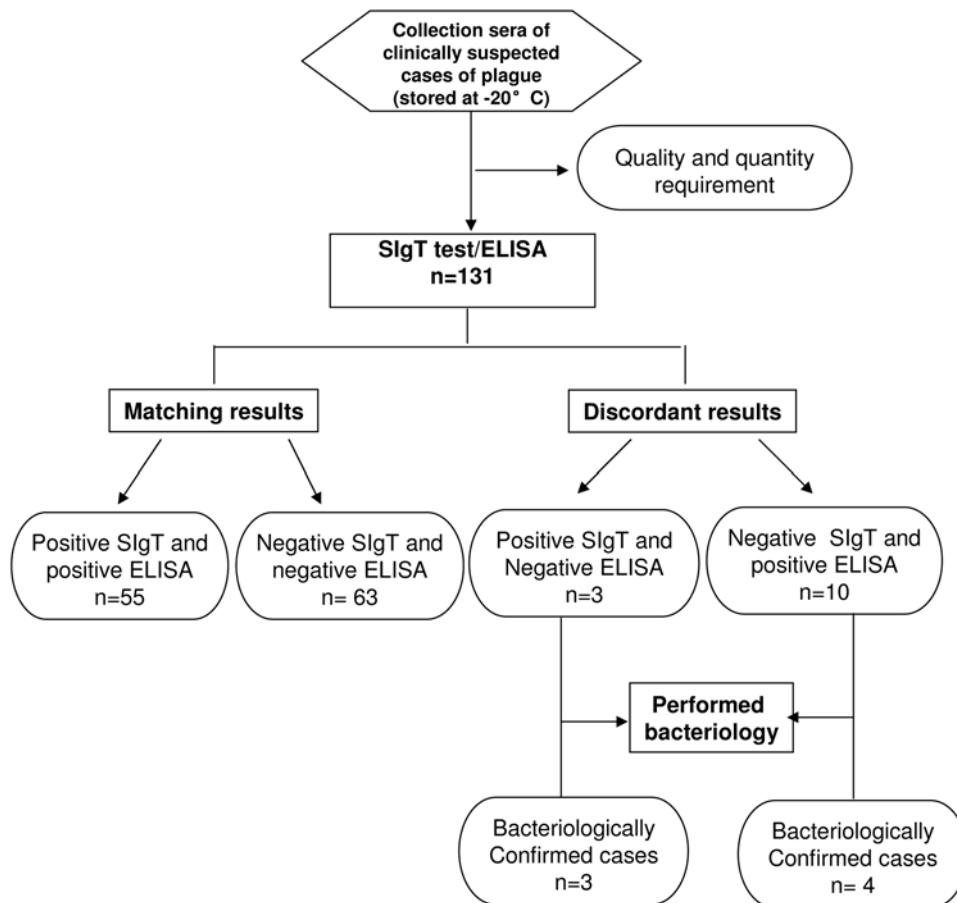 Collection sera of
clinically suspected
cases of plague
(stored at -20° C)
Quality and quantity
requirement
SIgT test/ELISA
n=131
Matching results
Discordant results
Positive SIgT and
positive ELISA
n=55
Negative SIgT and
negative ELISA
n= 63
Positive SIgT and
Negative ELISA
n=3
Negative SIgT and
positive ELISA
n=10
Performed
bacteriology
Bacteriologically
Confirmed cases
n=3
Bacteriologically
Confirmed cases
n= 4